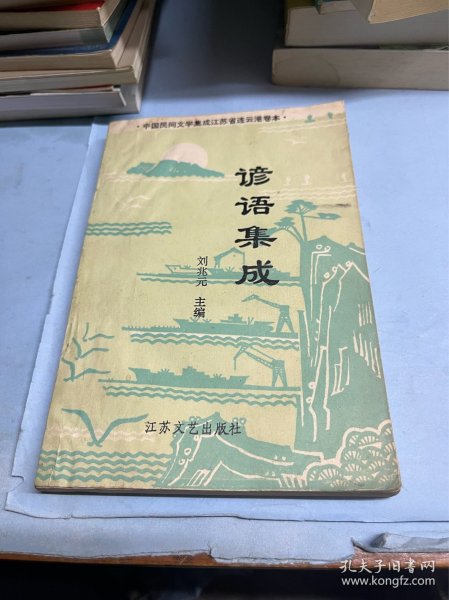 ·中国民间文学集成江苏省连云港卷本·
谚语集成
刘兆元 主编
江苏文艺出版社
孔夫子旧书网
www.kongfz.com